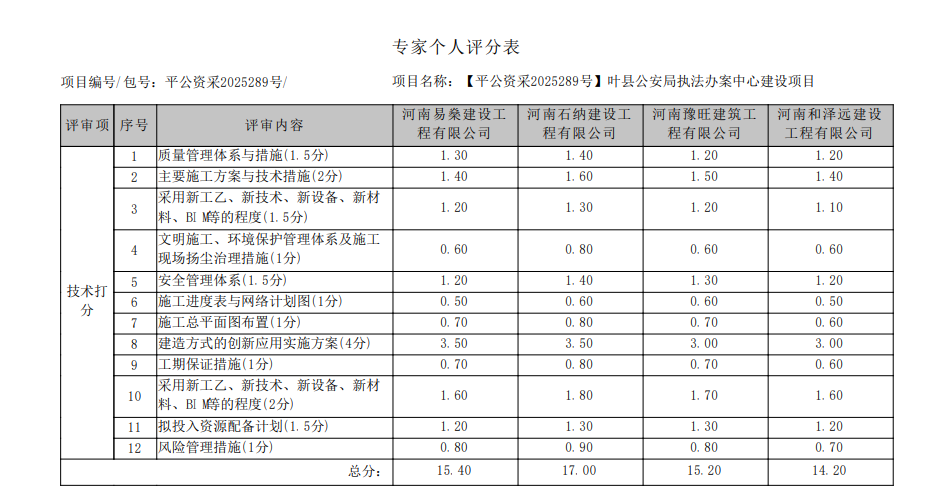 专家个人评分表
项目编号/包号: 平公资采2025289号/ 项目名称: 【平公资采2025289号】叶县公安局执法办案中心建设项目
评审项 序号 评审内容 河南易燊建设工程有限公司 河南石纳建设工程有限公司 河南豫旺建筑工程有限公司 河南和泽远建设工程有限公司
技术打分
1 质量管理体系与措施(1.5分) 1.30 1.40 1.20 1.20
2 主要施工方案与技术措施(2分) 1.40 1.60 1.50 1.40
3 采用新工乙、新技术、新设备、新材料、BIM等的程度(1.5分) 1.20 1.30 1.20 1.10
4 文明施工、环境保护管理体系及施工现场扬尘治理措施(1分) 0.60 0.80 0.60 0.60
5 安全管理体系(1.5分) 1.20 1.40 1.30 1.20
6 施工进度表与网络计划图(1分) 0.50 0.60 0.60 0.50
7 施工总平面图布置(1分) 0.70 0.80 0.70 0.60
8 建造方式的创新应用实施方案(4分) 3.50 3.50 3.00 3.00
9 工期保证措施(1分) 0.70 0.80 0.70 0.60
10 采用新工乙、新技术、新设备、新材料、BIM等的程度(2分) 1.60 1.80 1.70 1.60
11 拟投入资源配备计划(1.5分) 1.20 1.30 1.30 1.20
12 风险管理措施(1分) 0.80 0.90 0.80 0.70
总分: 15.40 17.00 15.20 14.20